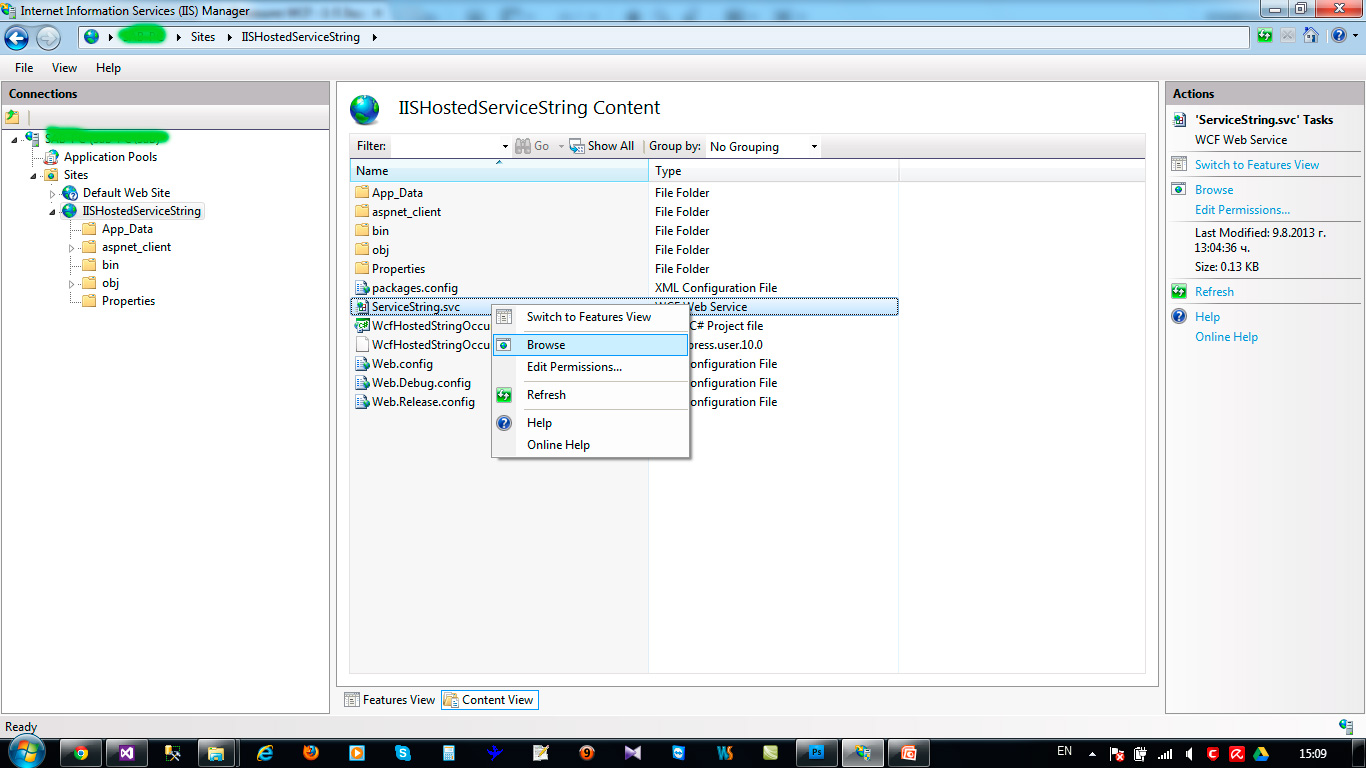 Internet Information Services (IIS) Manager
Sites
IISHostedServiceString
File View Help
Connections
Application Pools
Sites
Default Web Site
IISHostedServiceString
App_Data
aspnet_client
bin
obj
Properties
IISHostedServiceString Content
Filter: Go Show All Group by: No Grouping
Name Type
App_Data File Folder
aspnet_client File Folder
bin File Folder
obj File Folder
Properties File Folder
packages.config XML Configuration File
ServiceString.svc Web Service
WcfHostedStringOccu C# Project file
WcfHostedStringOccu press.user.10.0
Web.config onfiguration File
Web.Debug.config onfiguration File
Web.Release.config onfiguration File
Switch to Features View
Browse
Edit Permissions...
Refresh
Help
Online Help
Features View Content View
Actions
'ServiceString.svc' Tasks
WCF Web Service
Switch to Features View
Browse
Edit Permissions...
Last Modified: 9.8.2013 г.
13:04:36 ч.
Size: 0.13 KB
Refresh
Help
Online Help
Ready
EN 15:09